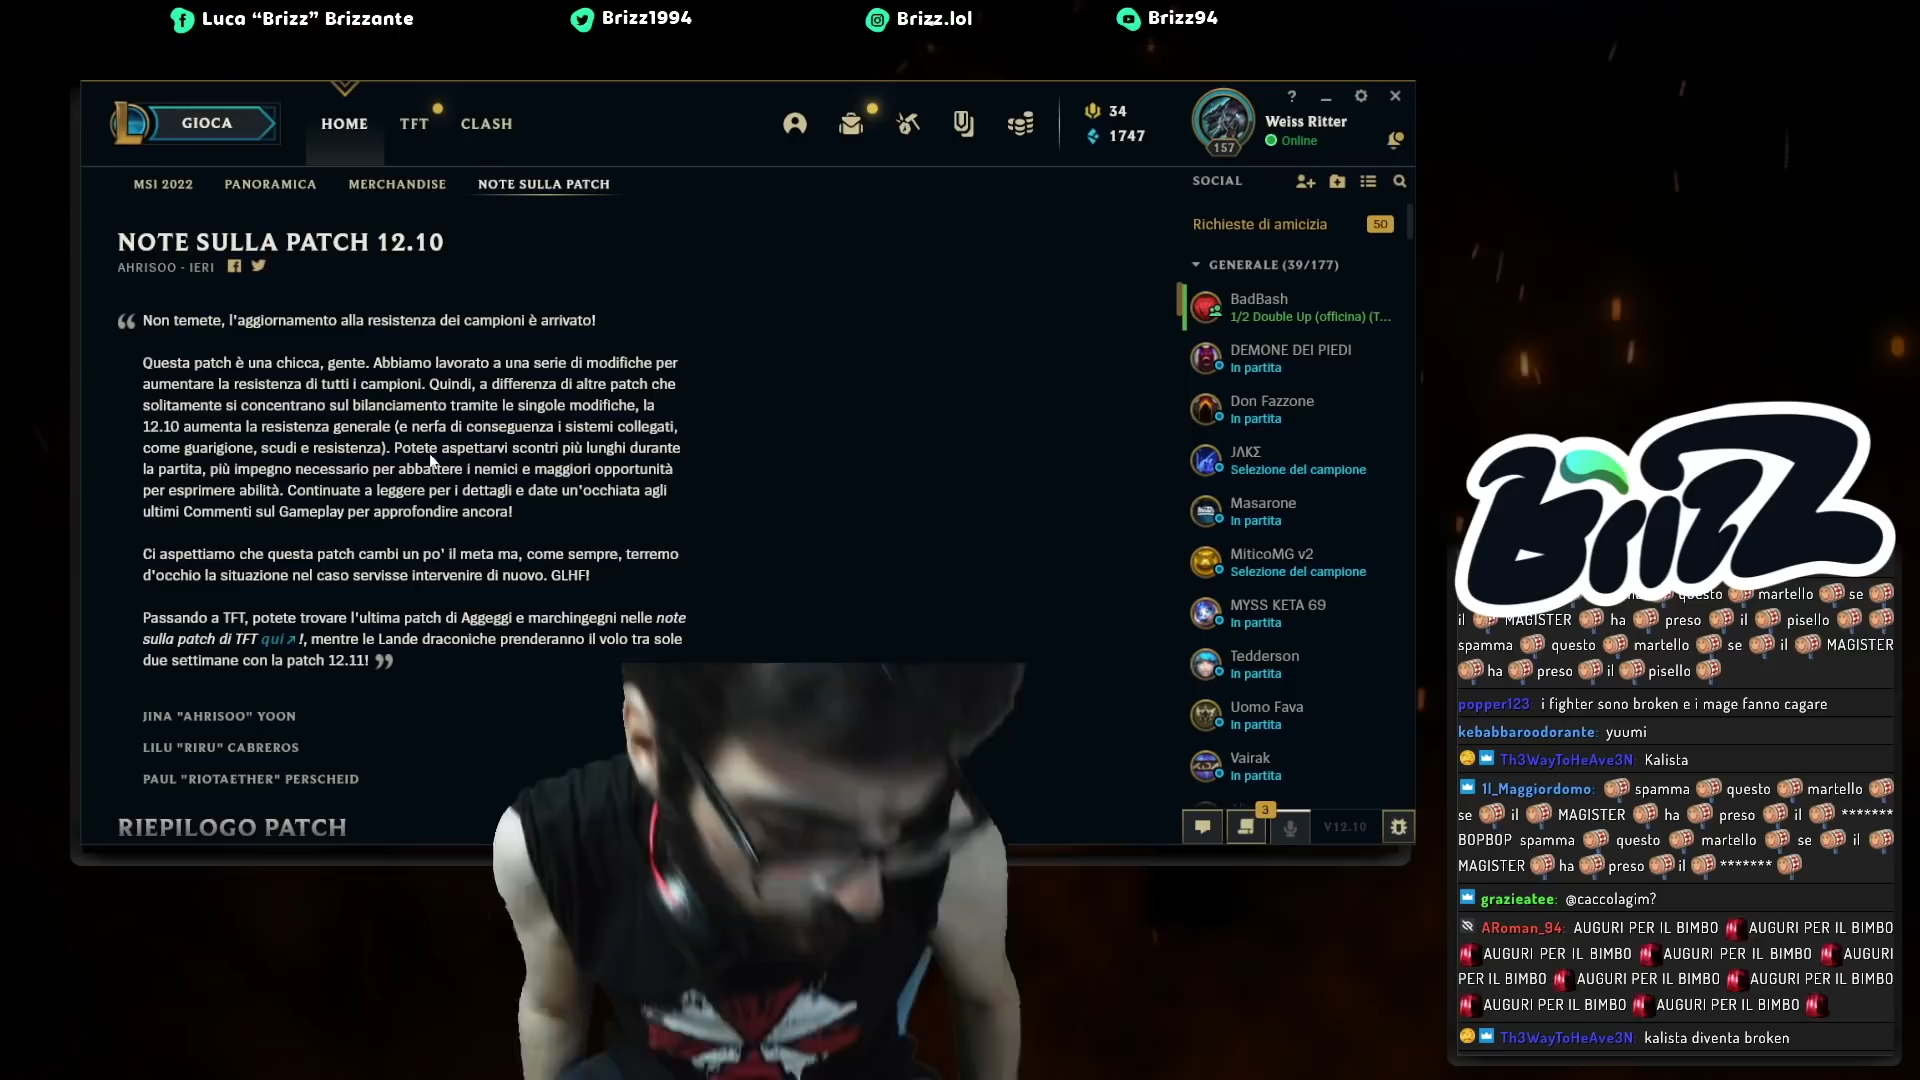 Luca “Brizz” Brizzante
Brizz1994
Brizz.lol
Brizz94
GIOCA
HOME
TFT
CLASH
34
1747
157
Weiss Ritter
Online
MSI 2022
PANORAMICA
MERCHANDISE
NOTE SULLA PATCH
NOTE SULLA PATCH 12.10
AHRISOO - IERI
Non temete, l'aggiornamento alla resistenza dei campioni è arrivato!
Questa patch è una chicca, gente. Abbiamo lavorato a una serie di modifiche per
aumentare la resistenza di tutti i campioni. Quindi, a differenza di altre patch che
solitamente si concentrano sul bilanciamento tramite le singole modifiche, la
12.10 aumenta la resistenza generale (e nerfa di conseguenza i sistemi collegati,
come guarigione, scudi e resistenza). Potete aspettarvi scontri più lunghi durante
la partita, più impegno necessario per abbattere i nemici e maggiori opportunità
per esprimere abilità. Continuate a leggere per i dettagli e date un'occhiata agli
ultimi Commenti sul Gameplay per approfondire ancora!
Ci aspettiamo che questa patch cambi un po' il meta ma, come sempre, terremo
d'occhio la situazione nel caso servisse intervenire di nuovo. GLHF!
Passando a TFT, potete trovare l'ultima patch di Aggeggi e marchingegni nelle note
sulla patch di TFT qui↗!, mentre le Lande draconiche prenderanno il volo tra sole
due settimane con la patch 12.11!
JINA "AHRISOO" YOON
LILU "RIRU" CABREROS
PAUL "RIOTAETHER" PERSCHEID
RIEPILOGO PATCH
SOCIAL
Richieste di amicizia 50
GENERALE (39/177)
BadBash
1/2 Double Up (officina) (T...
DEMONE DEI PIEDI
In partita
Don Fazzone
In partita
JΛKΣ
Selezione del campione
Masarone
In partita
MiticoMG v2
Selezione del campione
MYSS KETA 69
In partita
Tedderson
In partita
Uomo Fava
In partita
Vairak
In partita
3
V12.10
BriZZ
questo martello se
il MAGISTER ha preso il pisello
spamma questo martello se il MAGISTER
ha preso il pisello
popper123: i fighter sono broken e i mage fanno cagare
kebabbaroodorante: yuumi
Th3WayToHeAve3N: Kalista
Il_Maggiordomo: spamma questo martello
se il MAGISTER ha preso il *******
BOPBOP spamma questo martello se il
MAGISTER ha preso il *******
grazieatee: @caccolagim?
ARoman_94: AUGURI PER IL BIMBO AUGURI PER IL BIMBO
AUGURI PER IL BIMBO AUGURI PER IL BIMBO AUGURI
PER IL BIMBO AUGURI PER IL BIMBO AUGURI PER IL BIMBO
AUGURI PER IL BIMBO AUGURI PER IL BIMBO
Th3WayToHeAve3N: kalista diventa broken